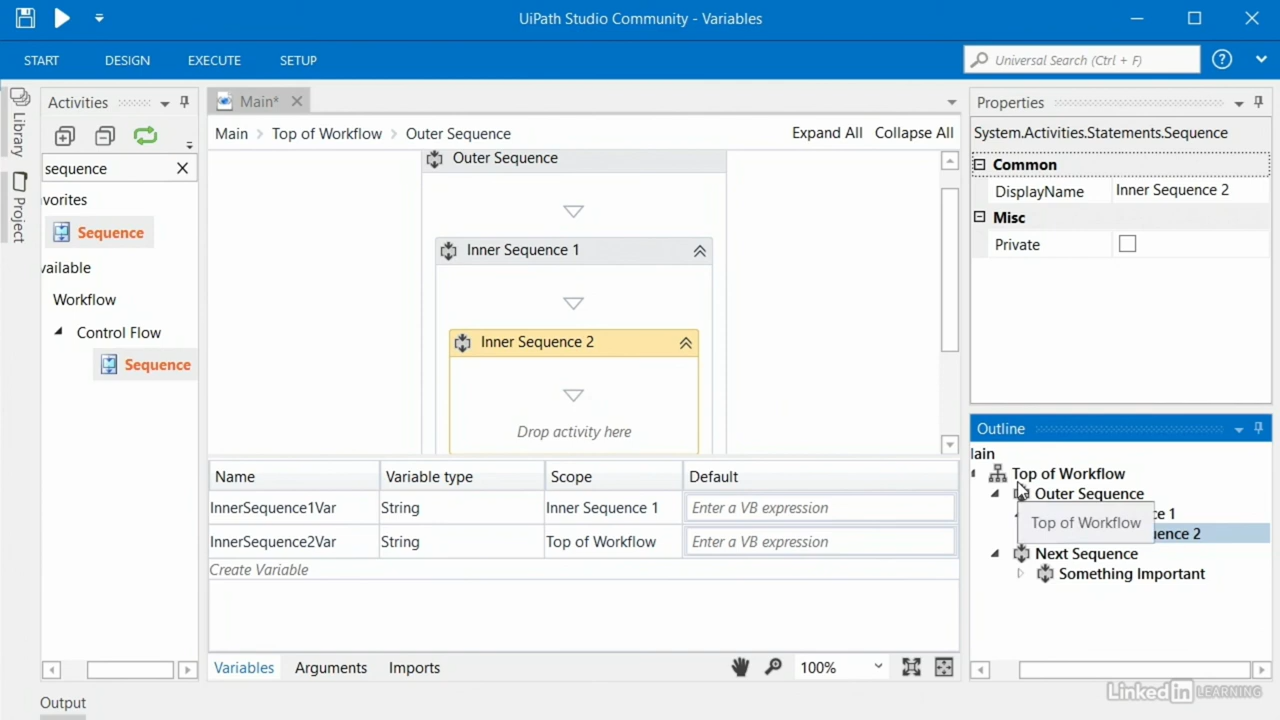 UiPath Studio Community - Variables
START DESIGN EXECUTE SETUP
Universal Search (Ctrl + F)
?
Library
Project
Activities
sequence
vorites
Sequence
vailable
Workflow
Control Flow
Sequence
Main*
Main > Top of Workflow > Outer Sequence
Expand All Collapse All
Outer Sequence
Inner Sequence 1
Inner Sequence 2
Drop activity here
Name Variable type Scope Default
InnerSequence1Var String Inner Sequence 1 Enter a VB expression
InnerSequence2Var String Top of Workflow Enter a VB expression
Create Variable
Variables Arguments Imports
100%
Properties
System.Activities.Statements.Sequence
Common
DisplayName Inner Sequence 2
Misc
Private
Outline
lain
Top of Workflow
Outer Sequence
ce 1
Top of Workflow
uence 2
Next Sequence
Something Important
Output
LinkedIn LEARNING